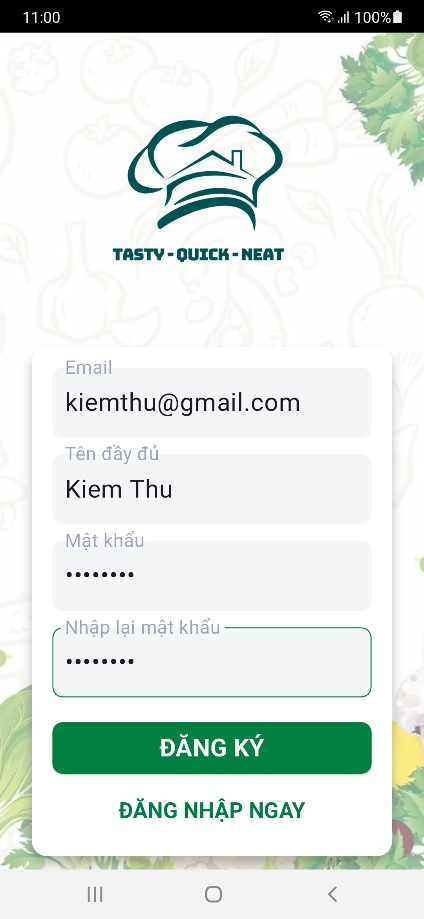 11:00
100%
TASTY - QUICK - NEAT
Email
kiemthu@gmail.com
Tên đầy đủ
Kiem Thu
Mật khẩu
••••••••
Nhập lại mật khẩu
••••••••
ĐĂNG KÝ
ĐĂNG NHẬP NGAY